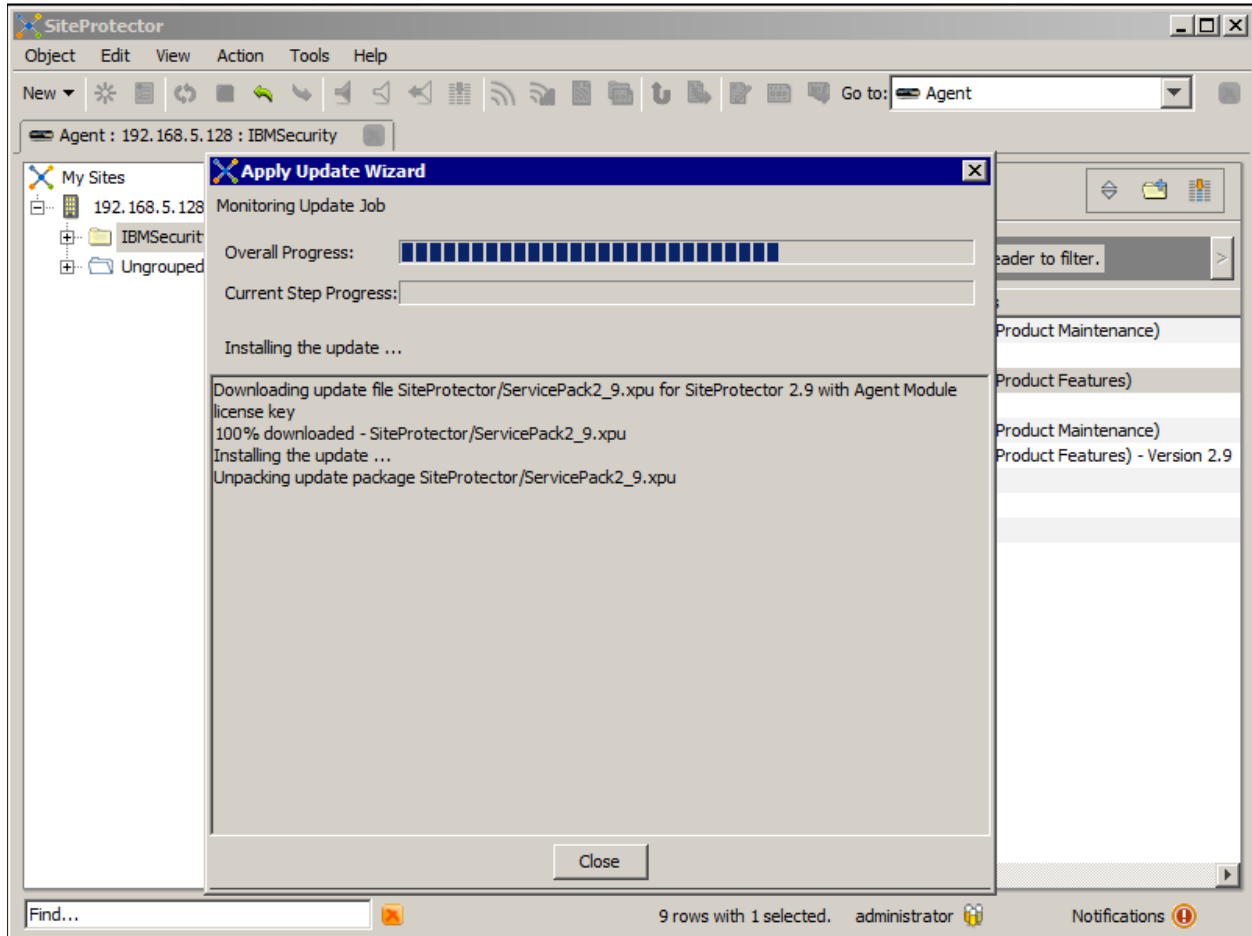 SiteProtector
Object Edit View Action Tools Help
New Go to: Agent
Agent : 192.168.5.128 : IBMSecurity
My Sites
192.168.5.128
IBMSecurit
Ungrouped
Apply Update Wizard
Monitoring Update Job
Overall Progress:
Current Step Progress:
Installing the update ...
Downloading update file SiteProtector/ServicePack2_9.xpu for SiteProtector 2.9 with Agent Module
license key
100% downloaded - SiteProtector/ServicePack2_9.xpu
Installing the update ...
Unpacking update package SiteProtector/ServicePack2_9.xpu
Close
eader to filter.
>
Product Maintenance)
Product Features)
Product Maintenance)
Product Features) - Version 2.9
Find...
9 rows with 1 selected. administrator Notifications